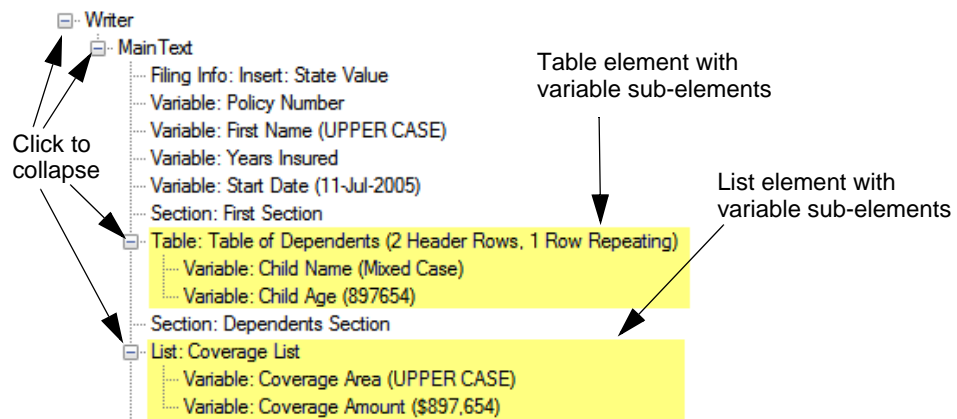 Writer
MainText
Filing Info: Insert: State Value
Variable: Policy Number
Variable: First Name (UPPER CASE)
Variable: Years Insured
Variable: Start Date (11-Jul-2005)
Section: First Section
Table: Table of Dependents (2 Header Rows, 1 Row Repeating)
Variable: Child Name (Mixed Case)
Variable: Child Age (897654)
Section: Dependents Section
List: Coverage List
Variable: Coverage Area (UPPER CASE)
Variable: Coverage Amount ($897,654)
Click to
collapse
Table element with
variable sub-elements
List element with
variable sub-elements